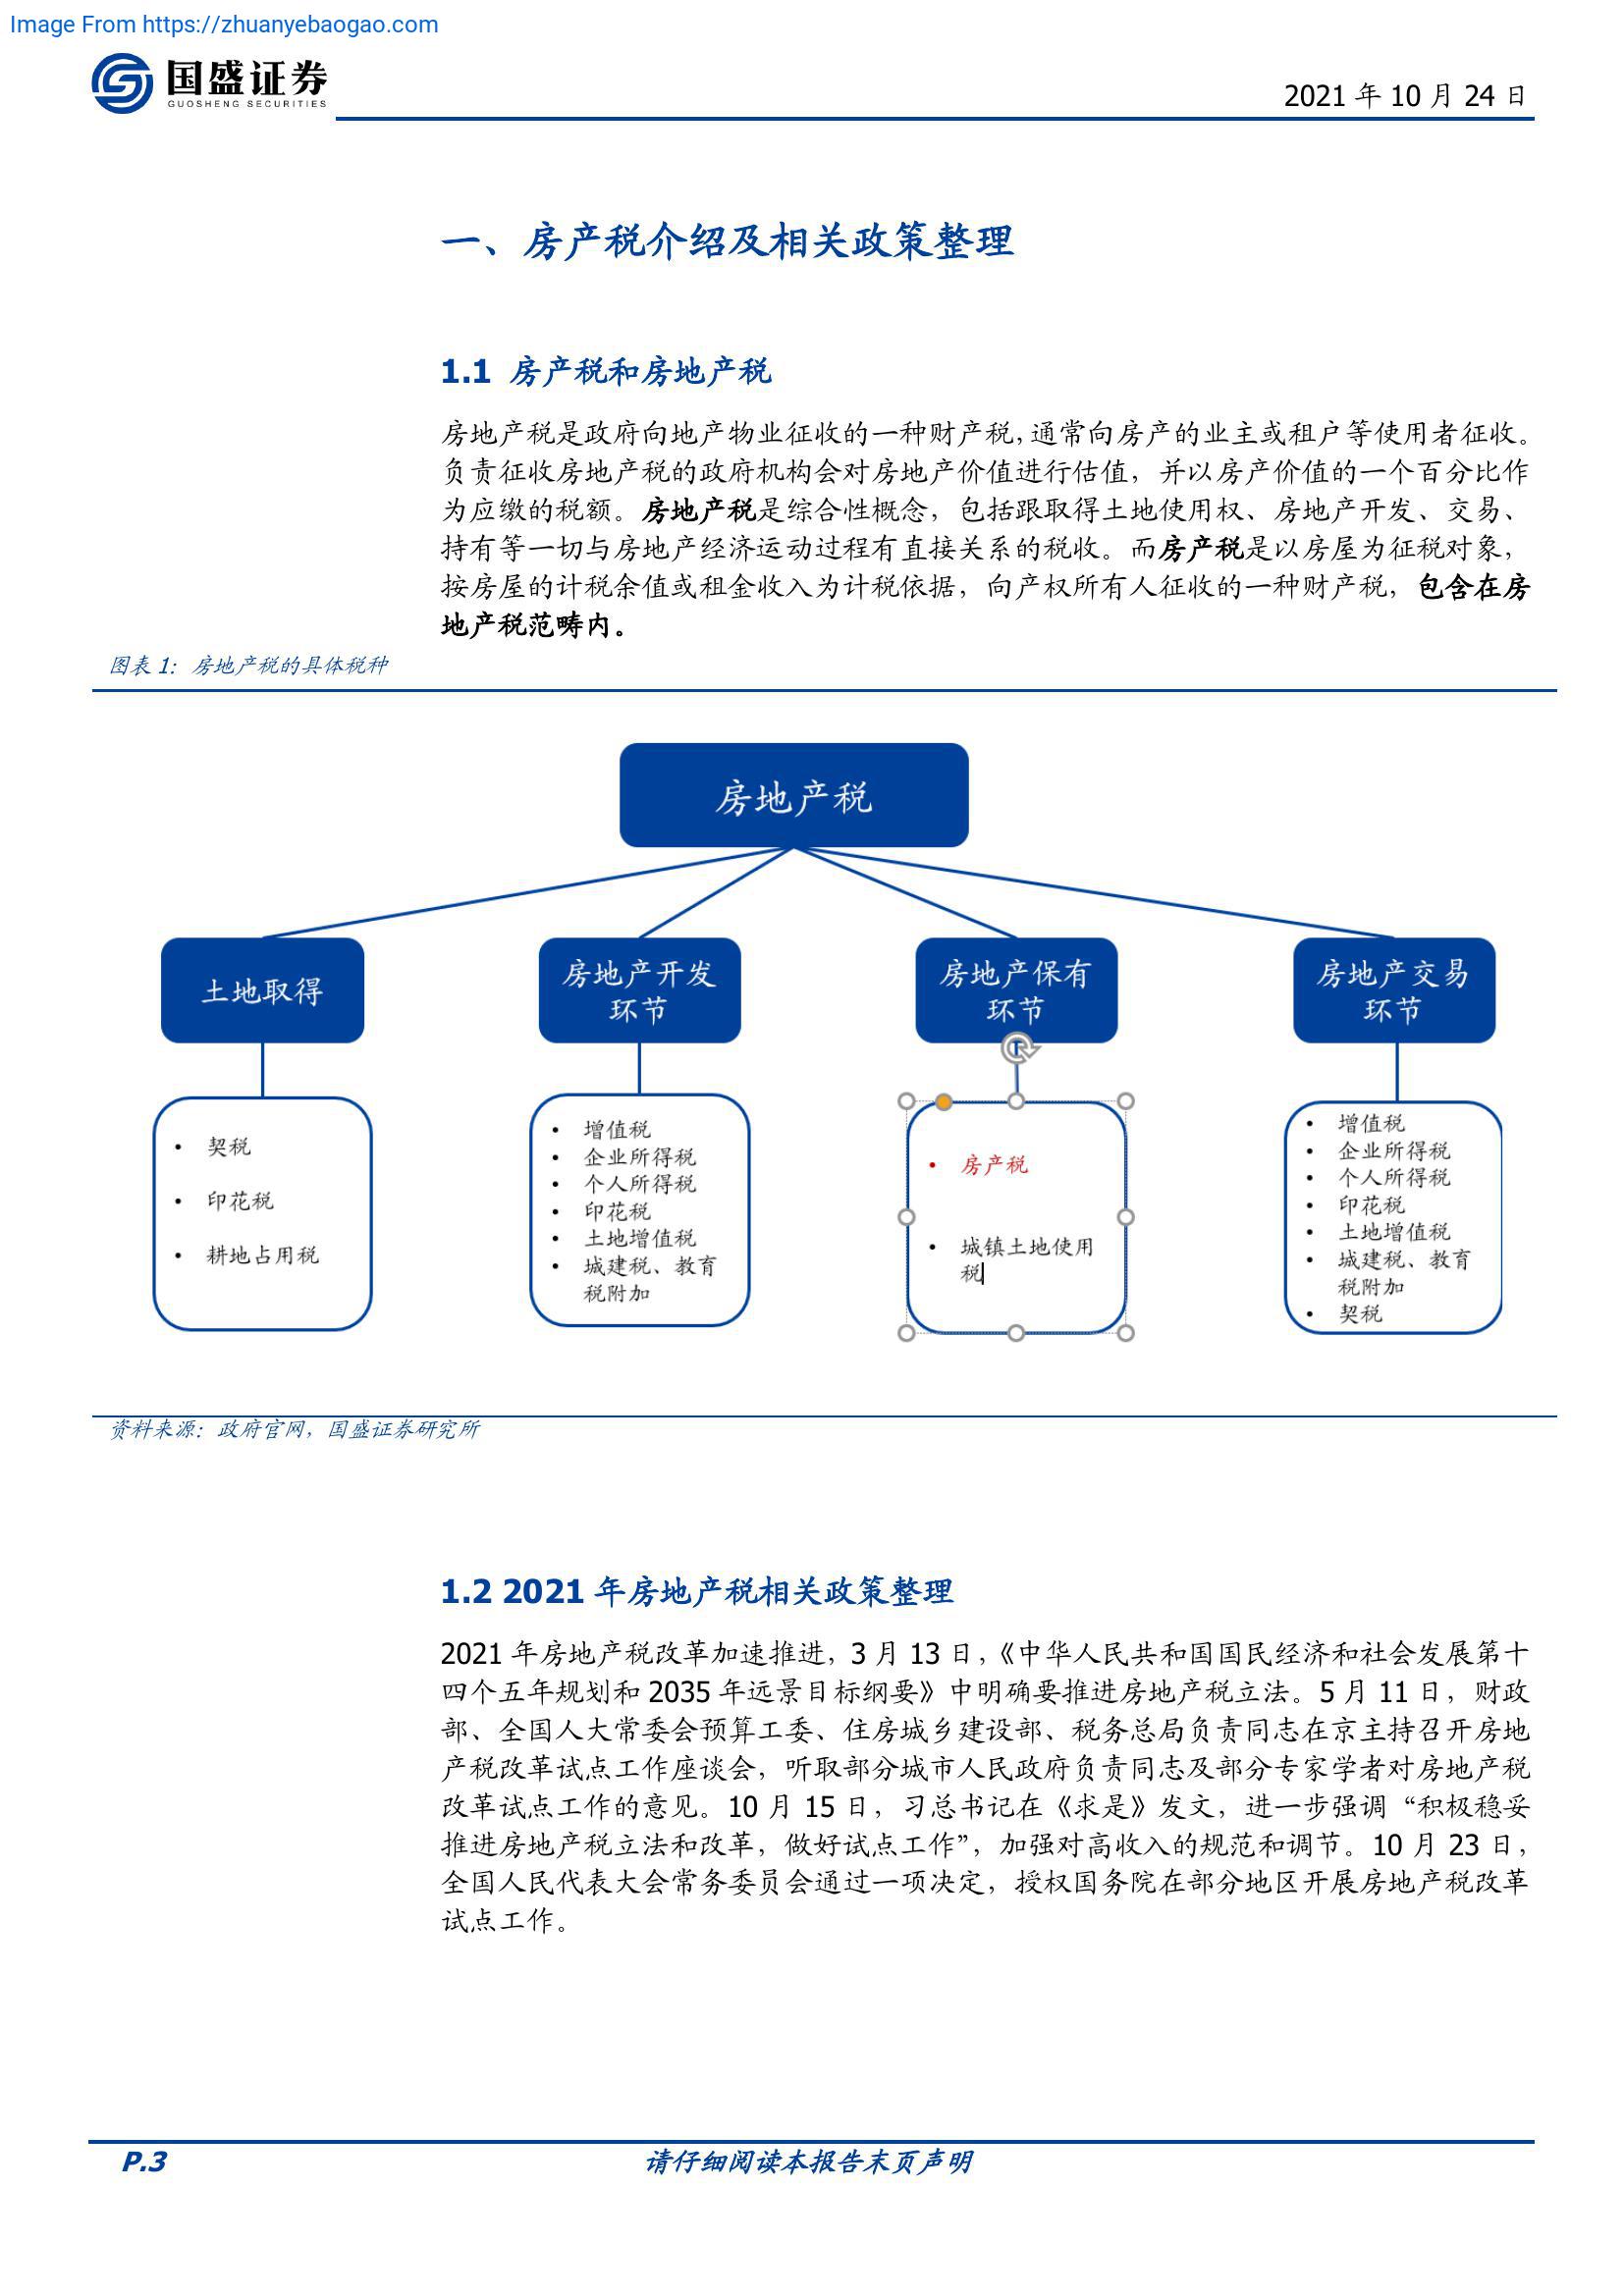 Image From https://zhuanyebaogao.com
国盛证券
GUOSHENG SECURITIES
2021 年 10 月 24 日
一、房产税介绍及相关政策整理
1.1 房产税和房地产税
房地产税是政府向地产物业征收的一种财产税，通常向房产的业主或租户等使用者征收。
负责征收房地产税的政府机构会对房地产价值进行估值，并以房产价值的一个百分比作
为应缴的税额。房地产税是综合性概念，包括跟取得土地使用权、房地产开发、交易、
持有等一切与房地产经济运动过程有直接关系的税收。而房产税是以房屋为征税对象，
按房屋的计税余值或租金收入为计税依据，向产权所有人征收的一种财产税，包含在房
地产税范畴内。
图表 1：房地产税的具体税种
房地产税
土地取得
房地产开发
环节
房地产保有
环节
房地产交易
环节
• 契税
• 印花税
• 耕地占用税
• 增值税
• 企业所得税
• 个人所得税
• 印花税
• 土地增值税
• 城建税、教育
税附加
• 房产税
• 城镇土地使用
税
• 增值税
• 企业所得税
• 个人所得税
• 印花税
• 土地增值税
• 城建税、教育
税附加
• 契税
资料来源：政府官网，国盛证券研究所
1.2 2021 年房地产税相关政策整理
2021 年房地产税改革加速推进，3 月 13 日，《中华人民共和国国民经济和社会发展第十
四个五年规划和 2035 年远景目标纲要》中明确要推进房地产税立法。5 月 11 日，财政
部、全国人大常委会预算工委、住房城乡建设部、税务总局负责同志在京主持召开房地
产税改革试点工作座谈会，听取部分城市人民政府负责同志及部分专家学者对房地产税
改革试点工作的意见。10 月 15 日，习总书记在《求是》发文，进一步强调“积极稳妥
推进房地产税立法和改革，做好试点工作”，加强对高收入的规范和调节。10 月 23 日，
全国人民代表大会常务委员会通过一项决定，授权国务院在部分地区开展房地产税改革
试点工作。
P.3
请仔细阅读本报告末页声明